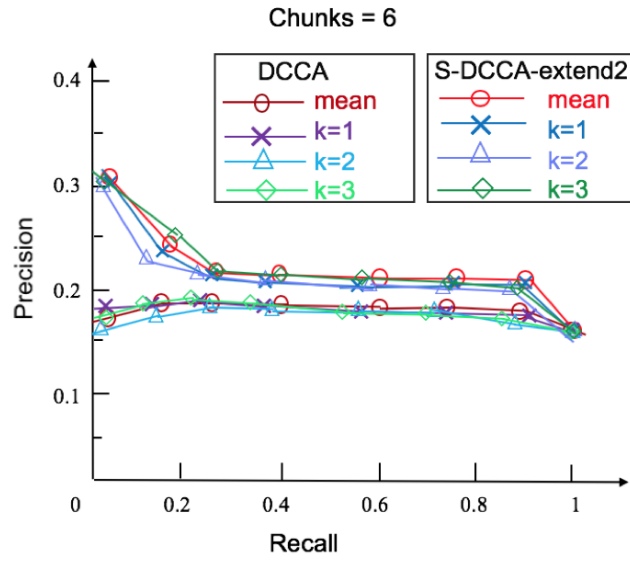 Chunks = 6
DCCA
mean
k=1
k=2
k=3
S-DCCA-extend2
mean
k=1
k=2
k=3
Precision
0.4
0.3
0.2
0.1
0
0.2
0.4
0.6
0.8
1
Recall